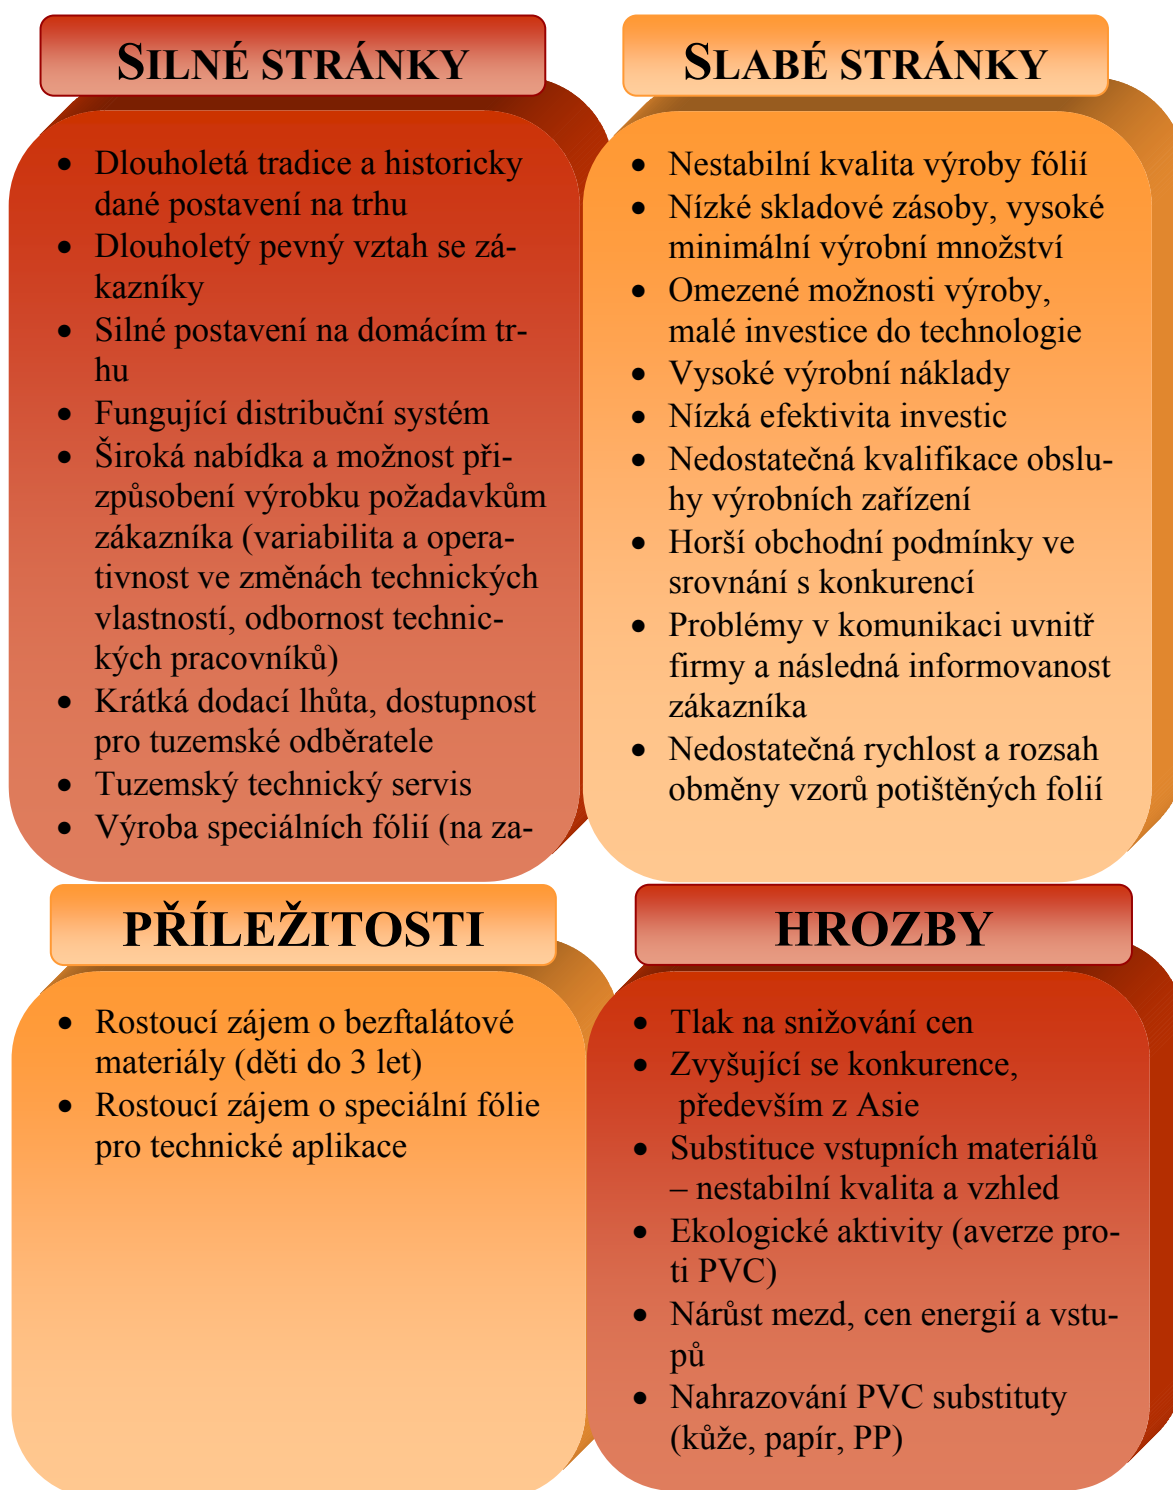 SILNÉ STRÁNKY
• Dlouholetá tradice a historicky
dané postavení na trhu
• Dlouholetý pevný vztah se zá-
kazníky
• Silné postavení na domácím tr-
hu
• Fungující distribuční systém
• Široká nabídka a možnost při-
způsobení výrobku požadavkům
zákazníka (variabilita a opera-
tivnost ve změnách technických
vlastností, odbornost technic-
kých pracovníků)
• Krátká dodací lhůta, dostupnost
pro tuzemské odběratele
• Tuzemský technický servis
• Výroba speciálních fólií (na za-
SLABÉ STRÁNKY
• Nestabilní kvalita výroby fólií
• Nízké skladové zásoby, vysoké
minimální výrobní množství
• Omezené možnosti výroby,
malé investice do technologie
• Vysoké výrobní náklady
• Nízká efektivita investic
• Nedostatečná kvalifikace obslu-
hy výrobních zařízení
• Horší obchodní podmínky ve
srovnání s konkurencí
• Problémy v komunikaci uvnitř
firmy a následná informovanost
zákazníka
• Nedostatečná rychlost a rozsah
obměny vzorů potištěných folií
PŘÍLEŽITOSTI
• Rostoucí zájem o bezftalátové
materiály (děti do 3 let)
• Rostoucí zájem o speciální fólie
pro technické aplikace
HROZBY
• Tlak na snižování cen
• Zvyšující se konkurence,
především z Asie
• Substituce vstupních materiálů
– nestabilní kvalita a vzhled
• Ekologické aktivity (averze pro-
ti PVC)
• Nárůst mezd, cen energií a vstu-
pů
• Nahrazování PVC substituty
(kůže, papír, PP)